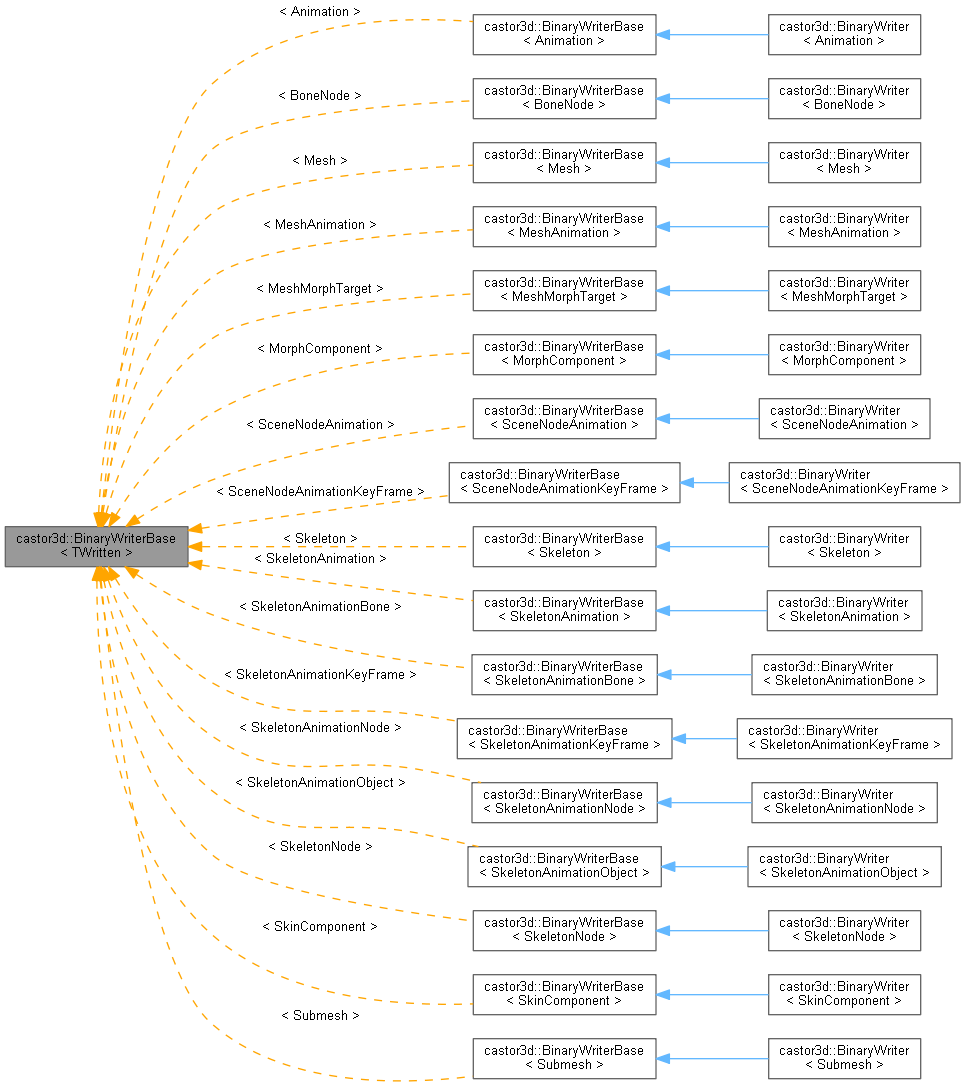 < Animation >
castor3d::BinaryWriterBase
< Animation >
castor3d::BinaryWriter
< Animation >
< BoneNode >
castor3d::BinaryWriterBase
< BoneNode >
castor3d::BinaryWriter
< BoneNode >
< Mesh >
castor3d::BinaryWriterBase
< Mesh >
castor3d::BinaryWriter
< Mesh >
< MeshAnimation >
castor3d::BinaryWriterBase
< MeshAnimation >
castor3d::BinaryWriter
< MeshAnimation >
< MeshMorphTarget >
castor3d::BinaryWriterBase
< MeshMorphTarget >
castor3d::BinaryWriter
< MeshMorphTarget >
< MorphComponent >
castor3d::BinaryWriterBase
< MorphComponent >
castor3d::BinaryWriter
< MorphComponent >
< SceneNodeAnimation >
castor3d::BinaryWriterBase
< SceneNodeAnimation >
castor3d::BinaryWriter
< SceneNodeAnimation >
< SceneNodeAnimationKeyFrame >
castor3d::BinaryWriterBase
< SceneNodeAnimationKeyFrame >
castor3d::BinaryWriter
< SceneNodeAnimationKeyFrame >
castor3d::BinaryWriterBase
< TWritten >
< Skeleton >
castor3d::BinaryWriterBase
< Skeleton >
castor3d::BinaryWriter
< Skeleton >
< SkeletonAnimation >
castor3d::BinaryWriterBase
< SkeletonAnimation >
castor3d::BinaryWriter
< SkeletonAnimation >
< SkeletonAnimationBone >
castor3d::BinaryWriterBase
< SkeletonAnimationBone >
castor3d::BinaryWriter
< SkeletonAnimationBone >
< SkeletonAnimationKeyFrame >
castor3d::BinaryWriterBase
< SkeletonAnimationKeyFrame >
castor3d::BinaryWriter
< SkeletonAnimationKeyFrame >
< SkeletonAnimationNode >
castor3d::BinaryWriterBase
< SkeletonAnimationNode >
castor3d::BinaryWriter
< SkeletonAnimationNode >
< SkeletonAnimationObject >
castor3d::BinaryWriterBase
< SkeletonAnimationObject >
castor3d::BinaryWriter
< SkeletonAnimationObject >
< SkeletonNode >
castor3d::BinaryWriterBase
< SkeletonNode >
castor3d::BinaryWriter
< SkeletonNode >
< SkinComponent >
castor3d::BinaryWriterBase
< SkinComponent >
castor3d::BinaryWriter
< SkinComponent >
< Submesh >
castor3d::BinaryWriterBase
< Submesh >
castor3d::BinaryWriter
< Submesh >